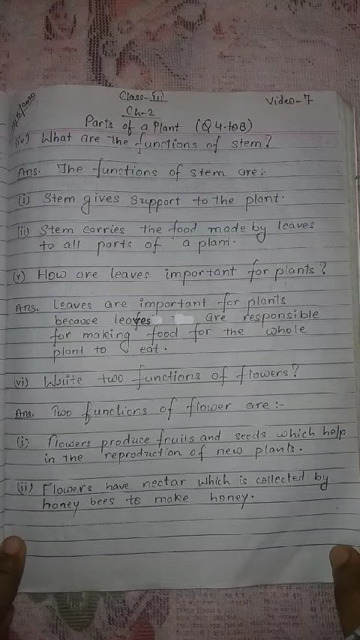 Class-III
Video-7
Ch-2
Parts of a Plant (Q 4 to 8)
(iv) What are the functions of stem?
Ans. The functions of stem are:-
(i) Stem gives support to the plant.
(ii) Stem carries the food made by leaves
to all parts of a plant.
(v) How are leaves important for plants?
Ans. Leaves are important for plants
because leaves are responsible
for making food for the whole
plant to eat.
(vi) Write two functions of flowers?
Ans. Two functions of flower are:-
(i) Flowers produce fruits and seeds which help
in the reproduction of new plants.
(ii) Flowers have nectar which is collected by
honey bees to make honey.